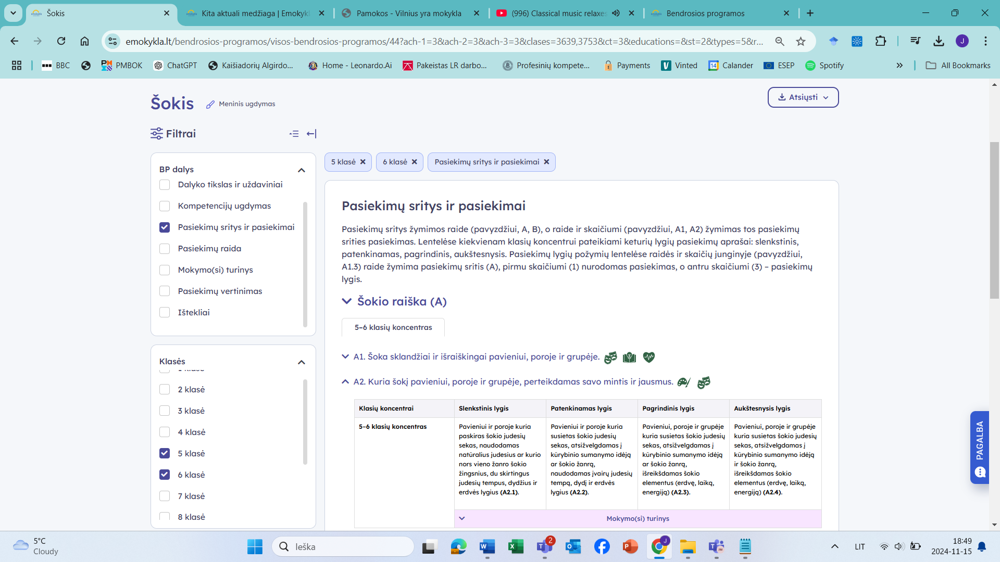 Šokis
Kita aktuali medžiaga | Emokykl
Pamokos - Vilnius yra mokykla
(996) Classical music relaxes
Bendrosios programos
emokykla.lt/bendrosios-programos/visos-bendrosios-programos/44?ach-1=3&ach-2=3&ach-3=3&clases=3639,3753&ct=3&educations=&st=2&types=5&r...
J
BBC
PMBOK
ChatGPT
Kaišiadorių Algirdo...
Home - Leonardo.Ai
Pakeistas LR darbo...
Profesinių kompete...
Payments
Vinted
14
Calander
ESEP
Spotify
All Bookmarks
Šokis
Meninis ugdymas
Atsiųsti
Filtrai
BP dalys
Dalyko tikslas ir uždaviniai
Kompetencijų ugdymas
Pasiekimų sritys ir pasiekimai
Pasiekimų raida
Mokymo(si) turinys
Pasiekimų vertinimas
Ištekliai
Klasės
1 klasė
2 klasė
3 klasė
4 klasė
5 klasė
6 klasė
7 klasė
8 klasė
5 klasė
6 klasė
Pasiekimų sritys ir pasiekimai
Pasiekimų sritys ir pasiekimai
Pasiekimų sritys žymimos raide (pavyzdžiui, A, B), o raide ir skaičiumi (pavyzdžiui, A1, A2) žymimas tos pasiekimų
srities pasiekimas. Lentelėse kiekvienam klasių koncentrui pateikiami keturių lygių pasiekimų aprašai: slenkstinis,
patenkinamas, pagrindinis, aukštesnysis. Pasiekimų lygių požymių lentelėse raidės ir skaičių junginyje (pavyzdžiui,
A1.3) raide žymima pasiekimų sritis (A), pirmu skaičiumi (1) nurodomas pasiekimas, o antru skaičiumi (3) – pasiekimų
lygis.
Šokio raiška (A)
5–6 klasių koncentras
A1. Šoka sklandžiai ir išraiškingai pavieniui, poroje ir grupėje.
A2. Kuria šokį pavieniui, poroje ir grupėje, perteikdamas savo mintis ir jausmus.
Klasių koncentrai
Slenkstinis lygis
Patenkinamas lygis
Pagrindinis lygis
Aukštesnysis lygis
5–6 klasių koncentras
Pavieniui ir poroje kuria
paskiras šokio judesių
sekas, naudodamas
natūralius judesius ar kurio
nors vieno žanro šokio
žingsnius, du skirtingus
judesių tempus, dydžius ir
erdvės lygius (A2.1).
Pavieniui ir poroje kuria
susietas šokio judesių
sekas, atsižvelgdamas į
kūrybinio sumanymo idėją
ar šokio žanrą,
naudodamas įvairų judesių
tempą, dydį ir erdvės
lygius (A2.2).
Pavieniui, poroje ir grupėje
kuria susietas šokio judesių
sekas, atsižvelgdamas į
kūrybinio sumanymo idėją
ar šokio žanrą,
išreikšdamas šokio
elementus (erdvę, laiką,
energiją) (A2.3).
Pavieniui, poroje ir grupėje
kuria susietas šokio judesių
sekas, atsižvelgdamas į
kūrybinio sumanymo idėją
ir šokio žanrą,
išreikšdamas šokio
elementus (erdvę, laiką,
energiją) (A2.4).
Mokymo(si) turinys
PAGALBA
5°C
Cloudy
Ieška
2
LIT
18:49
2024-11-15